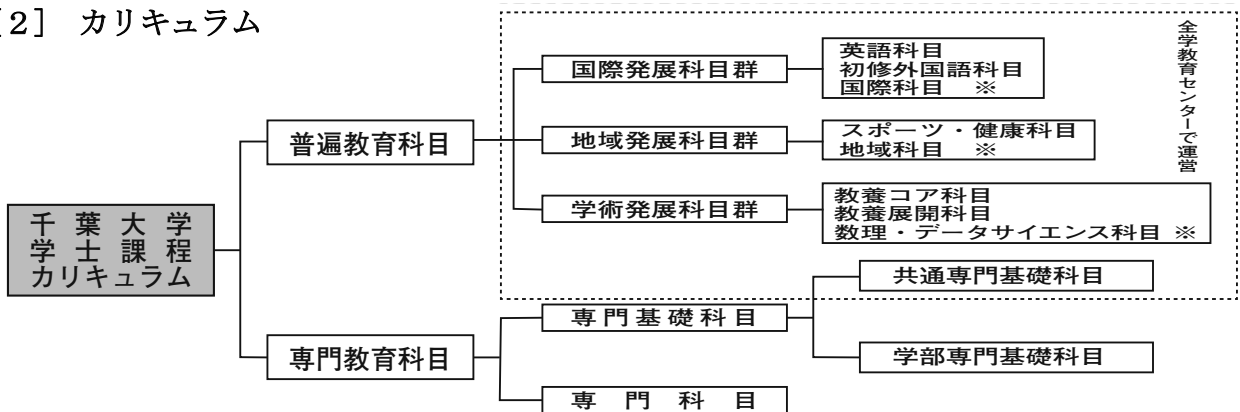 [2] カリキュラム
全学教育センターで運営
国際発展科目群
英語科目
初修外国語科目
国際科目 ※
普遍教育科目
地域発展科目群
スポーツ・健康科目
地域科目 ※
学術発展科目群
教養コア科目
教養展開科目
数理・データサイエンス科目 ※
千葉大学
学士課程
カリキュラム
共通専門基礎科目
専門基礎科目
専門教育科目
学部専門基礎科目
専門科目